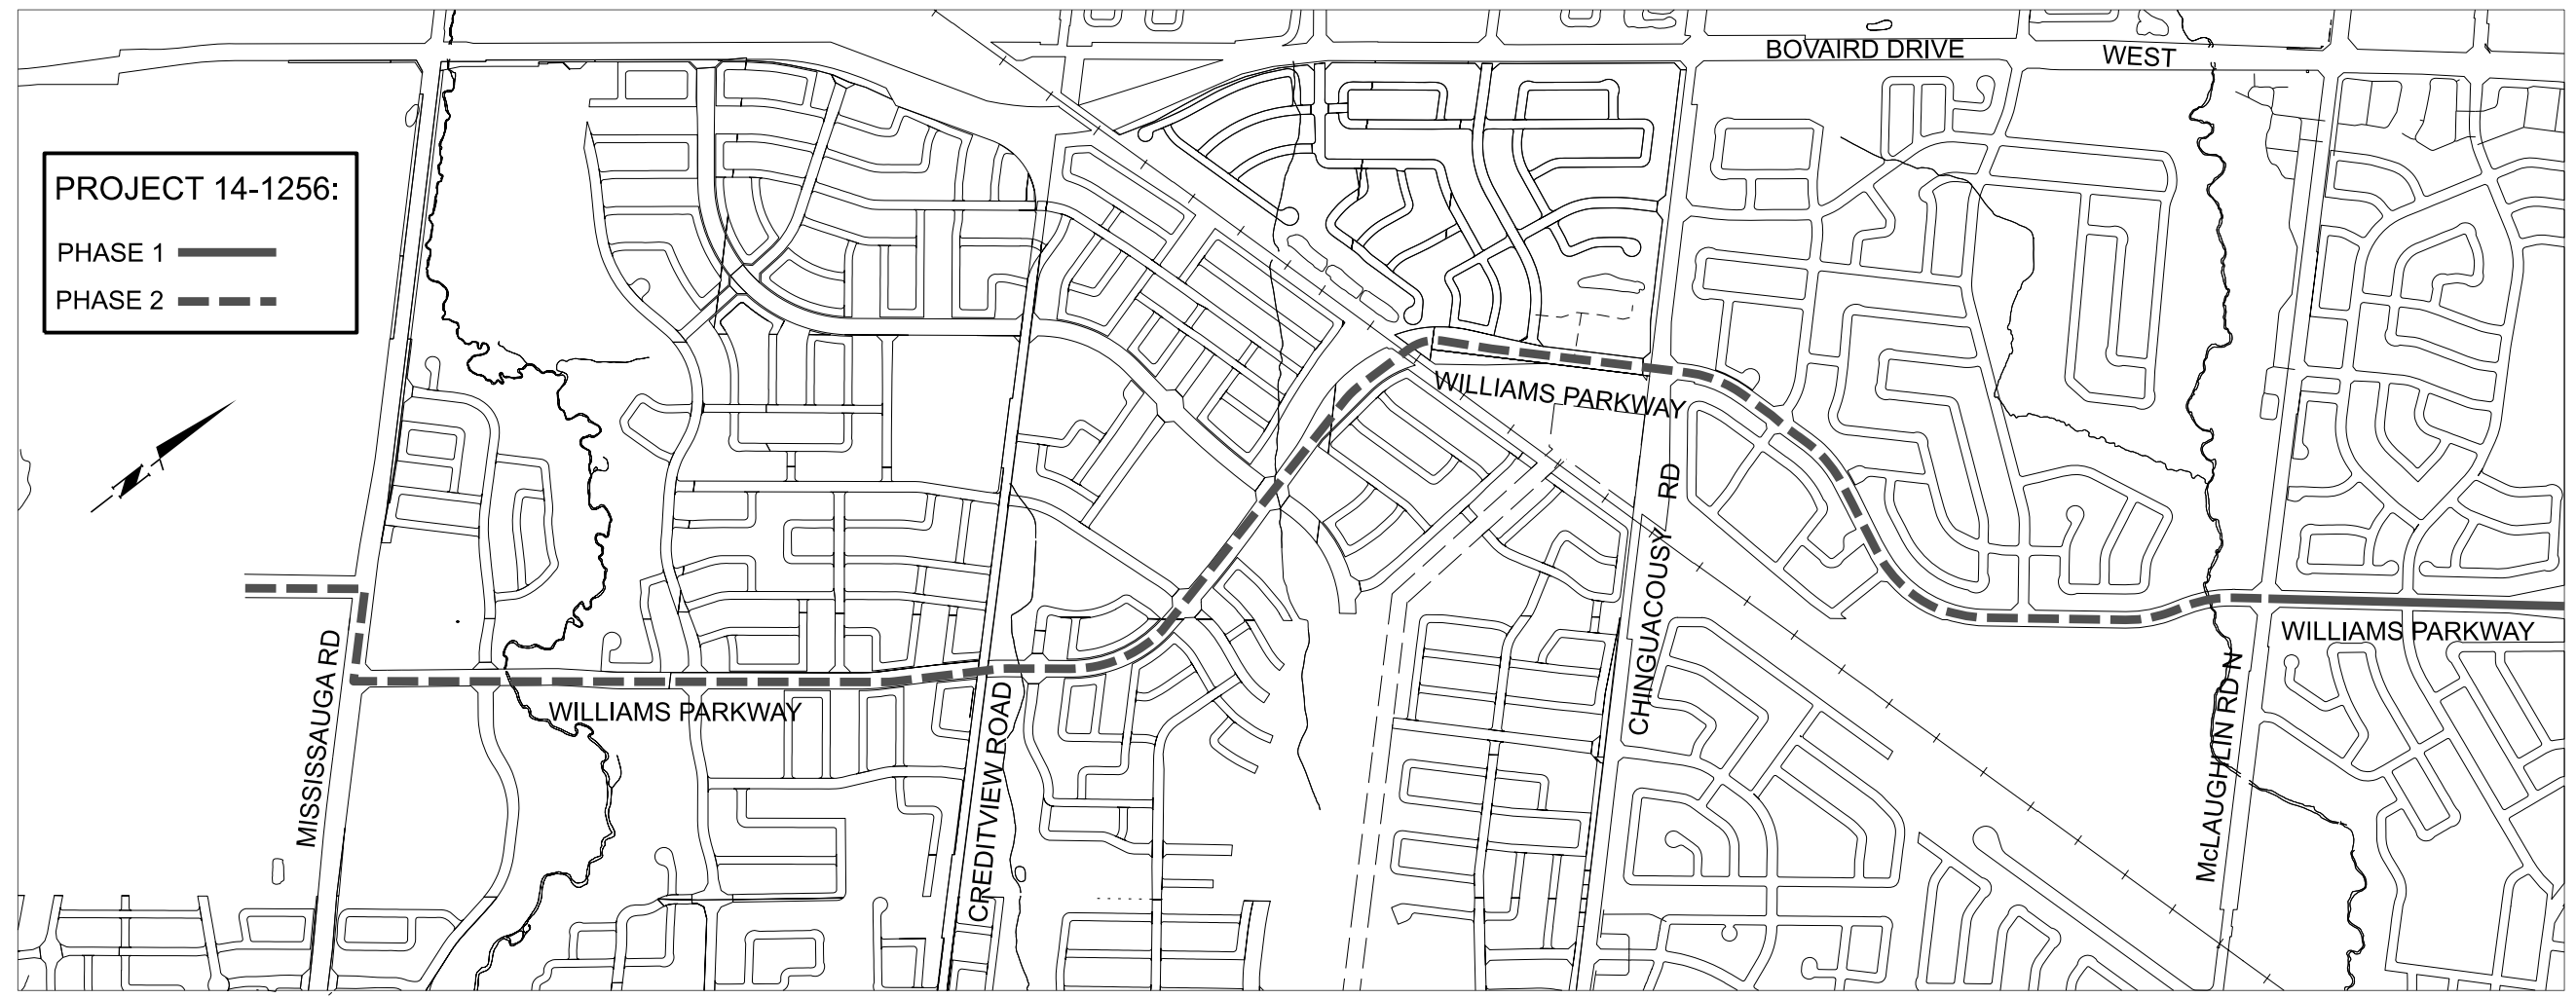 BOVAIRD DRIVE WEST
PROJECT 14-1256:
PHASE 1
PHASE 2
N
WILLIAMS PARKWAY
CHINGUACOUSY RD
WILLIAMS PARKWAY
MISSISSAUGA RD
WILLIAMS PARKWAY
CREDITVIEW ROAD
McLAUGHLIN RD N